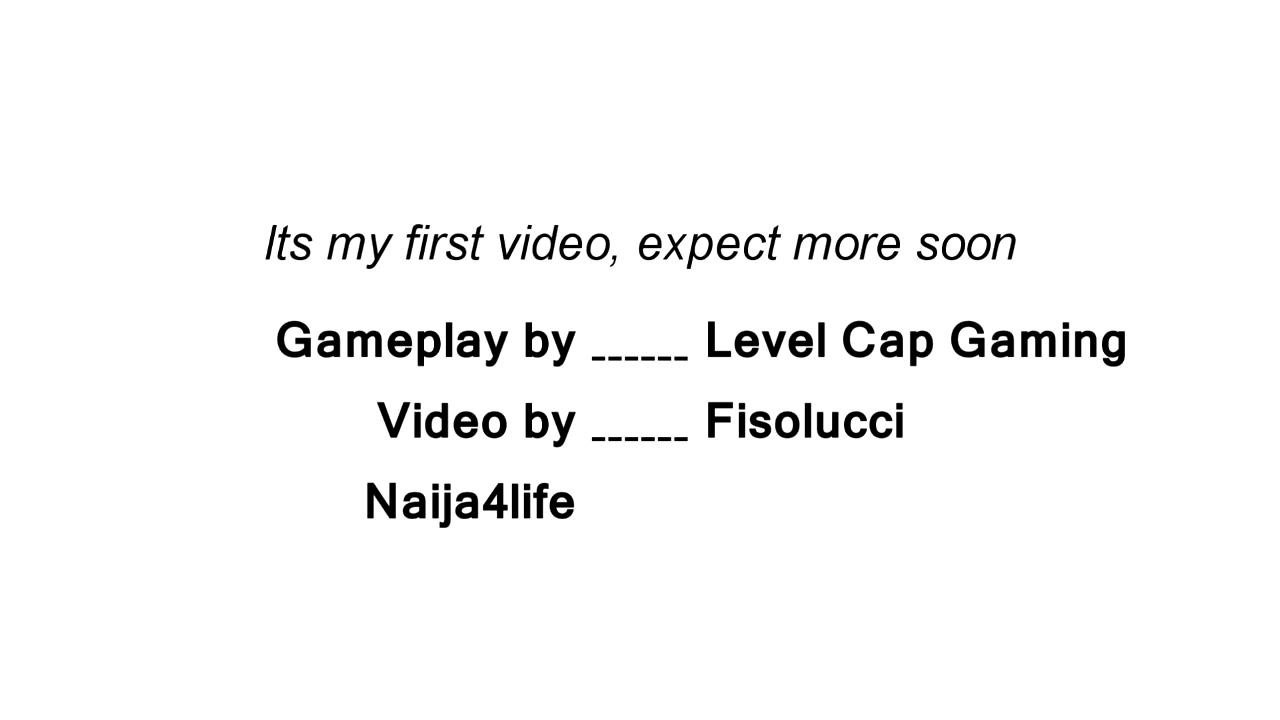 Its my first video, expect more soon
Gameplay by ______ Level Cap Gaming
Video by ______ Fisolucci
Naija4life